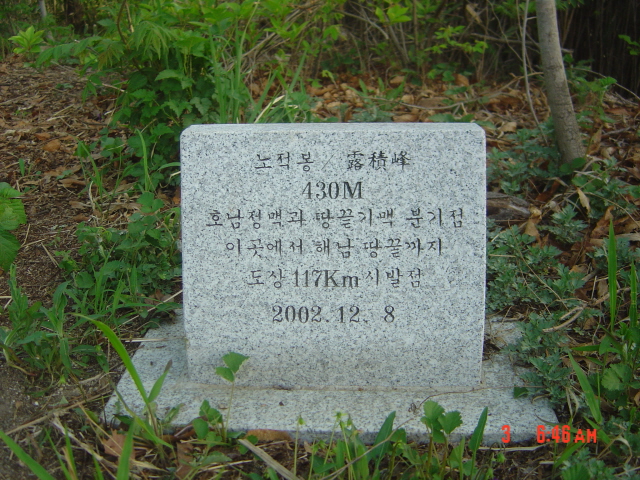 노적봉 / 露積峰
430M
호남정맥과 땅끝기맥 분기점
이곳에서 해남 땅끝까지
도상 117Km 시발점
2002. 12. 8
3 6:46 AM